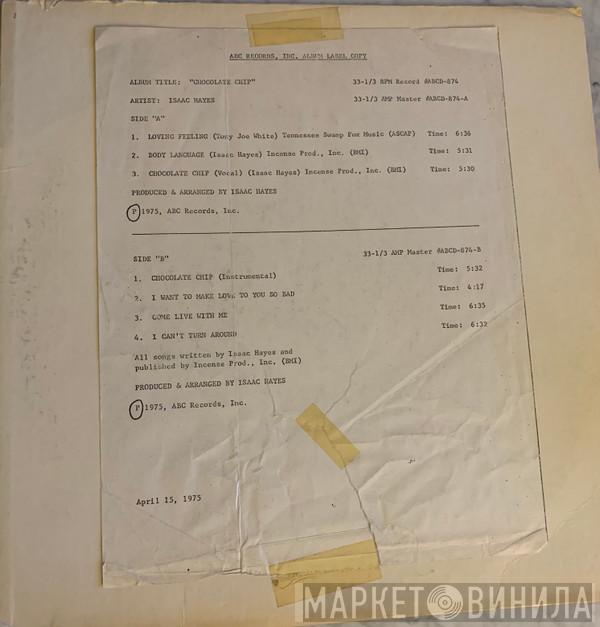 ABC RECORDS, INC. ALBUM LABEL COPY
ALBUM TITLE: "CHOCOLATE CHIP" 33-1/3 RPM Record #ABCD-874
ARTIST: ISAAC HAYES 33-1/3 AMP Master #ABCD-874-A
SIDE "A"
1. LOVING FEELING (Tony Joe White) Tennessee Swamp Fox Music (ASCAP) Time: 6:36
2. BODY LANGUAGE (Isaac Hayes) Incense Prod., Inc. (BMI) Time: 5:31
3. CHOCOLATE CHIP (Vocal) (Isaac Hayes) Incense Prod., Inc. (BMI) Time: 5:30
PRODUCED & ARRANGED BY ISAAC HAYES
P 1975, ABC Records, Inc.
SIDE "B" 33-1/3 AMP Master #ABCD-874-B
1. CHOCOLATE CHIP (Instrumental) Time: 5:32
2. I WANT TO MAKE LOVE TO YOU SO BAD Time: 4:17
3. COME LIVE WITH ME Time: 6:35
4. I CAN'T TURN AROUND Time: 6:32
All songs written by Isaac Hayes and
published by Incense Prod., Inc. (BMI)
PRODUCED & ARRANGED BY ISAAC HAYES
P 1975, ABC Records, Inc.
April 15, 1975
МАРКЕТ ВИНИЛА